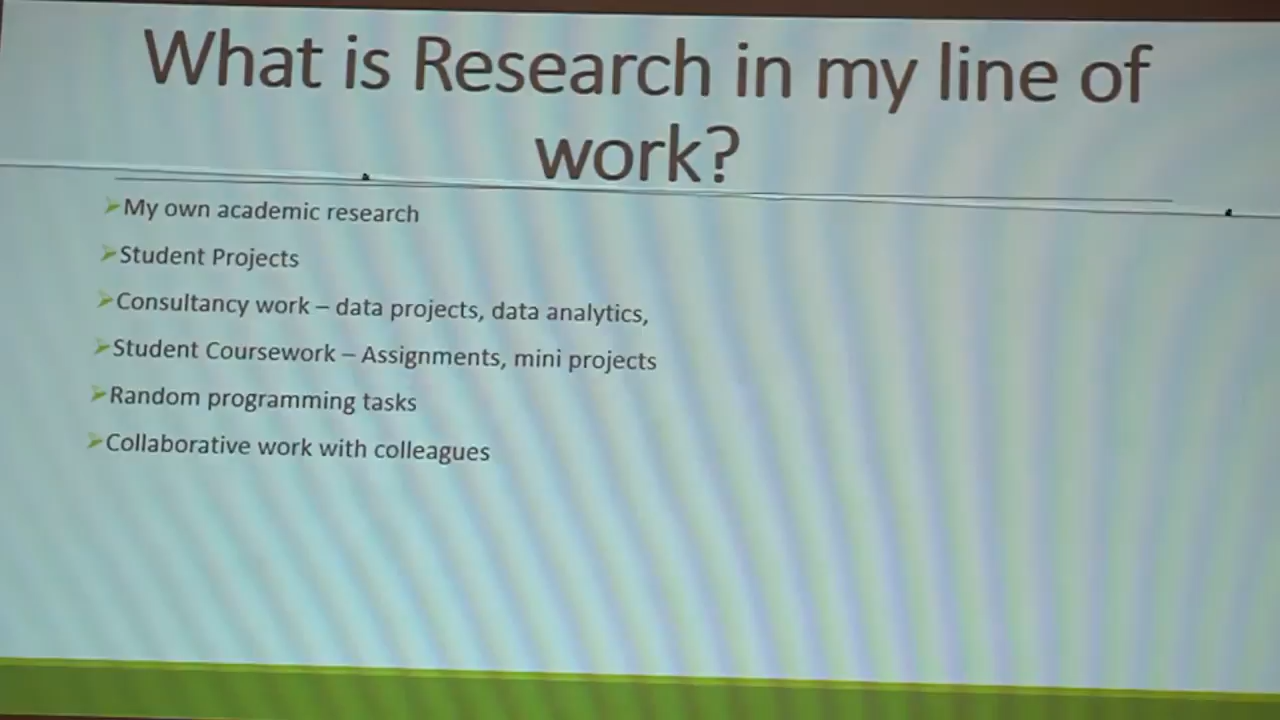 What is Research in my line of
work?
My own academic research
Student Projects
Consultancy work – data projects, data analytics,
Student Coursework – Assignments, mini projects
Random programming tasks
Collaborative work with colleagues